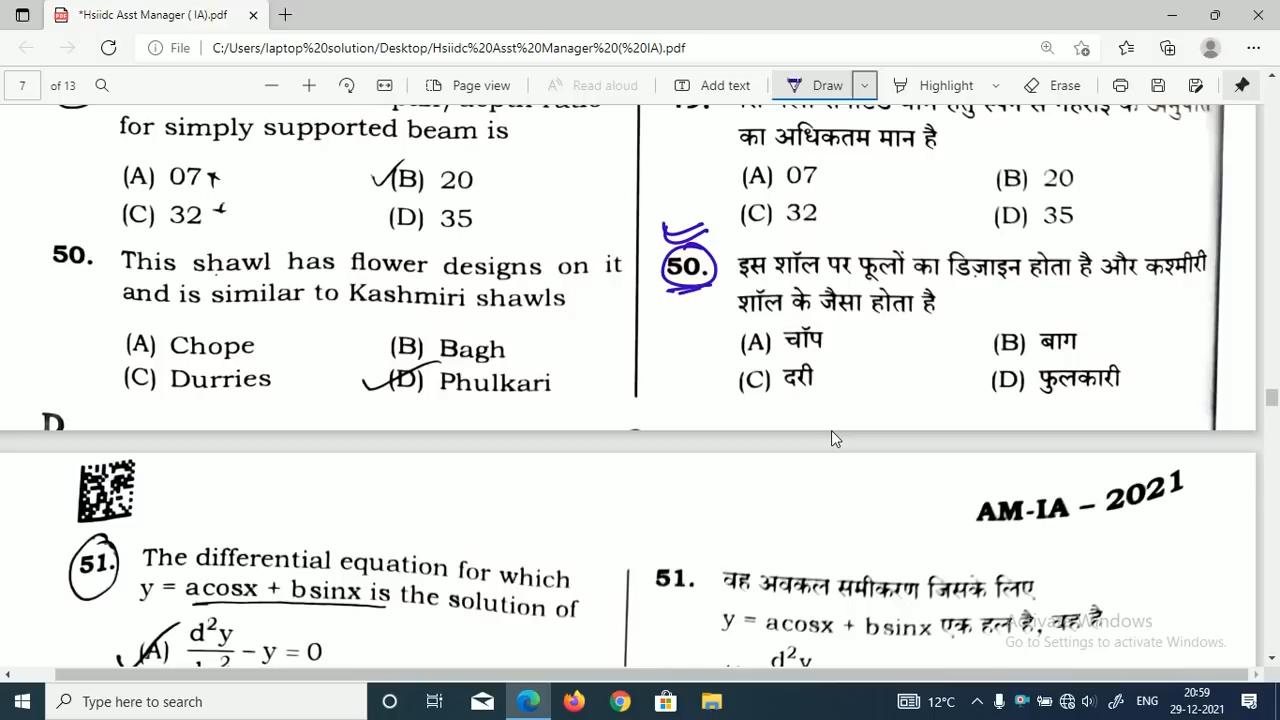 *Hsiidc Asst Manager ( IA).pdf
File C:/Users/laptop%20solution/Desktop/Hsiidc%20Asst%20Manager%20(%20IA).pdf
7 of 13 Page view Read aloud Add text Draw Highlight Erase
for simply supported beam is
(A) 07 (B) 20
(C) 32 (D) 35
50. This shawl has flower designs on it
and is similar to Kashmiri shawls
(A) Chope (B) Bagh
(C) Durries (D) Phulkari
D
का अधिकतम मान है
(A) 07 (B) 20
(C) 32 (D) 35
50. इस शॉल पर फूलों का डिज़ाइन होता है और कश्मीरी
शॉल के जैसा होता है
(A) चॉप (B) बाग
(C) दरी (D) फुलकारी
AM-IA – 2021
51. The differential equation for which
y = acosx + bsinx is the solution of
(A) d²y – y = 0
51. वह अवकल समीकरण जिसके लिए
y = acosx + bsinx एक हल है, वह है
d²y
Activate Windows
Go to Settings to activate Windows.
Type here to search
12°C ENG 20:59
29-12-2021